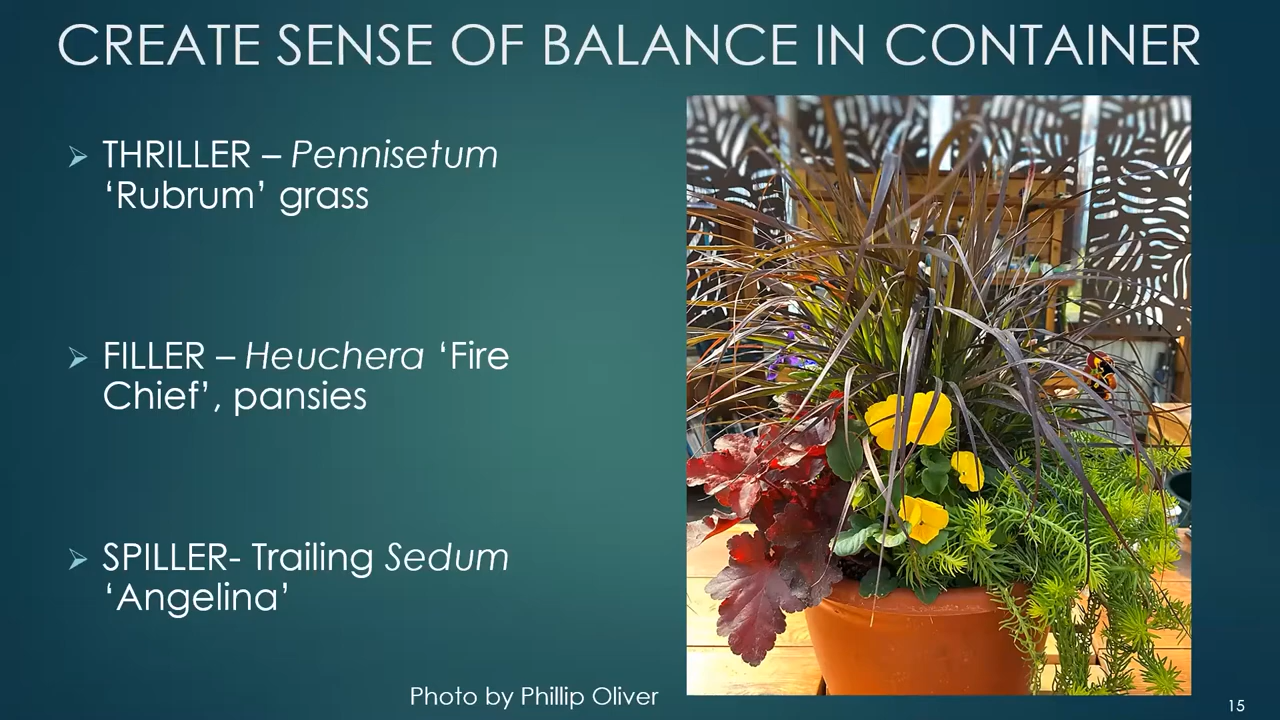 CREATE SENSE OF BALANCE IN CONTAINER
THRILLER – Pennisetum
‘Rubrum’ grass
FILLER – Heuchera ‘Fire
Chief’, pansies
SPILLER- Trailing Sedum
‘Angelina’
Photo by Phillip Oliver
15